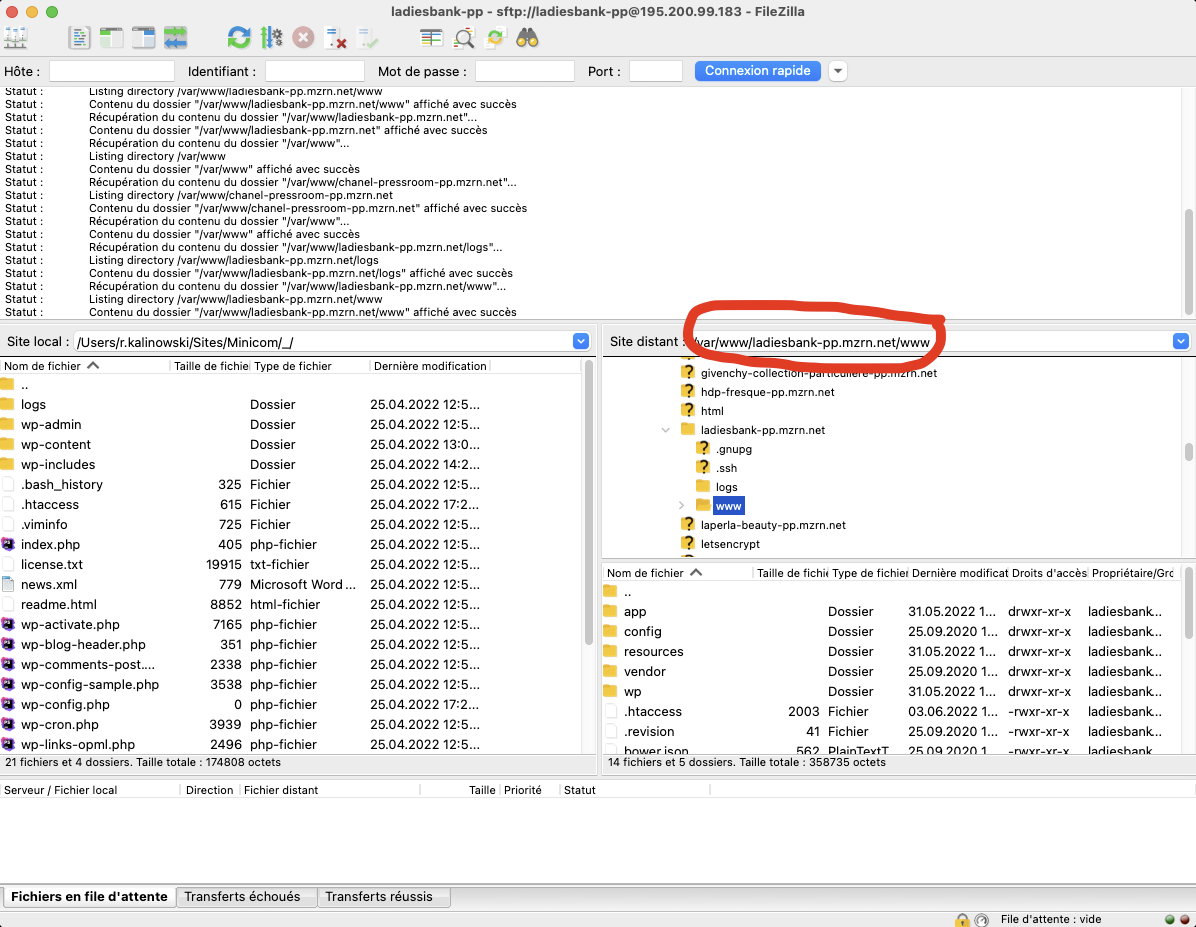 ladiesbank-pp - sftp://ladiesbank-pp@195.200.99.183 - FileZilla
Hôte : Identifiant : Mot de passe : Port : Connexion rapide
Statut : Listing directory /var/www/ladiesbank-pp.mzrn.net/www
Statut : Contenu du dossier "/var/www/ladiesbank-pp.mzrn.net/www" affiché avec succès
Statut : Récupération du contenu du dossier "/var/www/ladiesbank-pp.mzrn.net"...
Statut : Contenu du dossier "/var/www/ladiesbank-pp.mzrn.net" affiché avec succès
Statut : Récupération du contenu du dossier "/var/www"...
Statut : Listing directory /var/www
Statut : Contenu du dossier "/var/www" affiché avec succès
Statut : Récupération du contenu du dossier "/var/www/chanel-pressroom-pp.mzrn.net"...
Statut : Listing directory /var/www/chanel-pressroom-pp.mzrn.net
Statut : Contenu du dossier "/var/www/chanel-pressroom-pp.mzrn.net" affiché avec succès
Statut : Récupération du contenu du dossier "/var/www"...
Statut : Contenu du dossier "/var/www" affiché avec succès
Statut : Récupération du contenu du dossier "/var/www/ladiesbank-pp.mzrn.net/logs"...
Statut : Listing directory /var/www/ladiesbank-pp.mzrn.net/logs
Statut : Contenu du dossier "/var/www/ladiesbank-pp.mzrn.net/logs" affiché avec succès
Statut : Récupération du contenu du dossier "/var/www/ladiesbank-pp.mzrn.net/www"...
Statut : Listing directory /var/www/ladiesbank-pp.mzrn.net/www
Statut : Contenu du dossier "/var/www/ladiesbank-pp.mzrn.net/www" affiché avec succès
Site local : /Users/r.kalinowski/Sites/Minicom/_/
Nom de fichier Taille de fichie Type de fichier Dernière modification
..
logs Dossier 25.04.2022 12:5...
wp-admin Dossier 25.04.2022 12:5...
wp-content Dossier 25.04.2022 13:0...
wp-includes Dossier 25.04.2022 14:2...
.bash_history 325 Fichier 25.04.2022 12:5...
.htaccess 615 Fichier 25.04.2022 17:2...
.viminfo 725 Fichier 25.04.2022 12:5...
index.php 405 php-fichier 25.04.2022 12:5...
license.txt 19915 txt-fichier 25.04.2022 12:5...
news.xml 779 Microsoft Word ... 25.04.2022 12:5...
readme.html 8852 html-fichier 25.04.2022 12:5...
wp-activate.php 7165 php-fichier 25.04.2022 12:5...
wp-blog-header.php 351 php-fichier 25.04.2022 12:5...
wp-comments-post.... 2338 php-fichier 25.04.2022 12:5...
wp-config-sample.php 3538 php-fichier 25.04.2022 12:5...
wp-config.php 0 php-fichier 25.04.2022 17:2...
wp-cron.php 3939 php-fichier 25.04.2022 12:5...
wp-links-opml.php 2496 php-fichier 25.04.2022 12:5...
21 fichiers et 4 dossiers. Taille totale : 174808 octets
Site distant : /var/www/ladiesbank-pp.mzrn.net/www
givenchy-collection-particuliere-pp.mzrn.net
hdp-fresque-pp.mzrn.net
html
ladiesbank-pp.mzrn.net
.gnupg
.ssh
logs
www
laperla-beauty-pp.mzrn.net
letsencrypt
Nom de fichier Taille de fichie Type de fichier Dernière modificat Droits d'accès Propriétaire/Gro
..
app Dossier 31.05.2022 1... drwxr-xr-x ladiesbank...
config Dossier 25.09.2020 1... drwxr-xr-x ladiesbank...
resources Dossier 31.05.2022 1... drwxr-xr-x ladiesbank...
vendor Dossier 25.09.2020 1... drwxr-xr-x ladiesbank...
wp Dossier 31.05.2022 1... drwxr-xr-x ladiesbank...
.htaccess 2003 Fichier 03.06.2022 1... -rwxr-xr-x ladiesbank...
.revision 41 Fichier 25.09.2020 1... -rwxr-xr-x ladiesbank...
bower.json 562 PlainTextT... 25.09.2020 1... -rwxr-xr-x ladiesbank...
14 fichiers et 5 dossiers. Taille totale : 358735 octets
Serveur / Fichier local Direction Fichier distant Taille Priorité Statut
Fichiers en file d'attente Transferts échoués Transferts réussis
File d'attente : vide